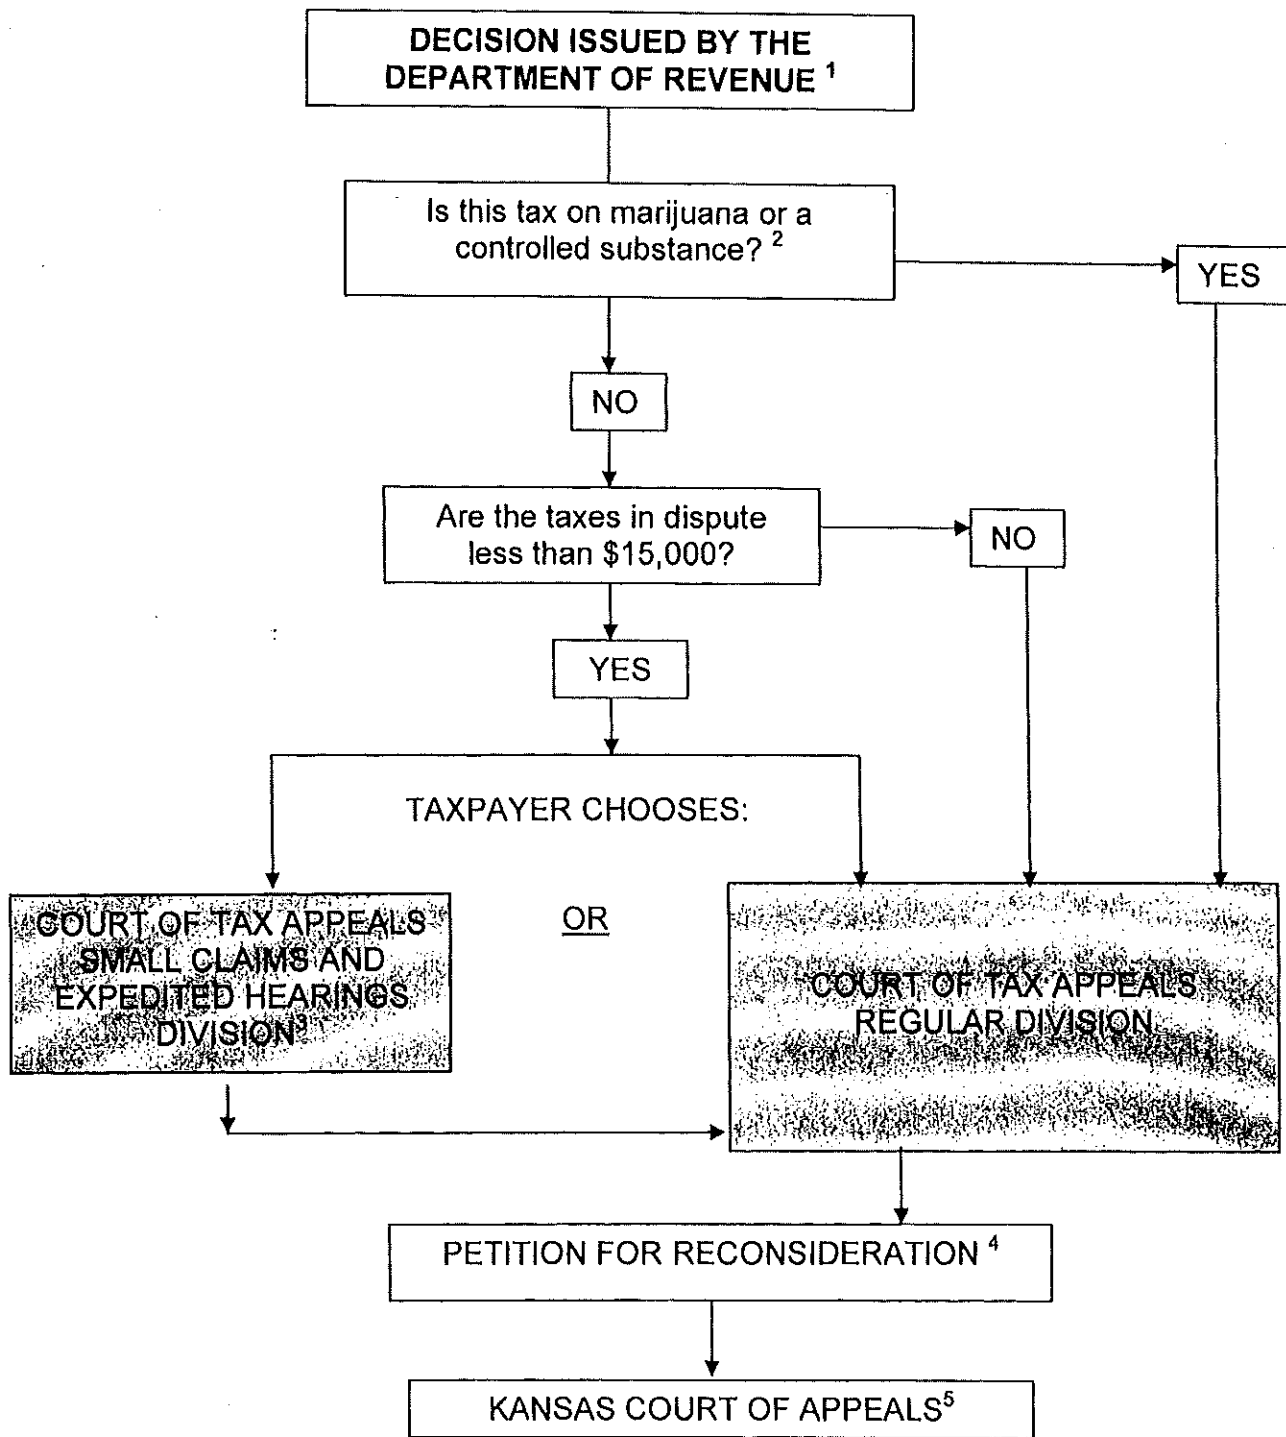 DECISION ISSUED BY THE
DEPARTMENT OF REVENUE 1
Is this tax on marijuana or a
controlled substance? 2
YES
NO
Are the taxes in dispute
less than $15,000?
NO
YES
TAXPAYER CHOOSES:
COURT OF TAX APPEALS
SMALL CLAIMS AND
EXPEDITED HEARINGS
DIVISION3
OR
COURT OF TAX APPEALS
REGULAR DIVISION
PETITION FOR RECONSIDERATION 4
KANSAS COURT OF APPEALS5